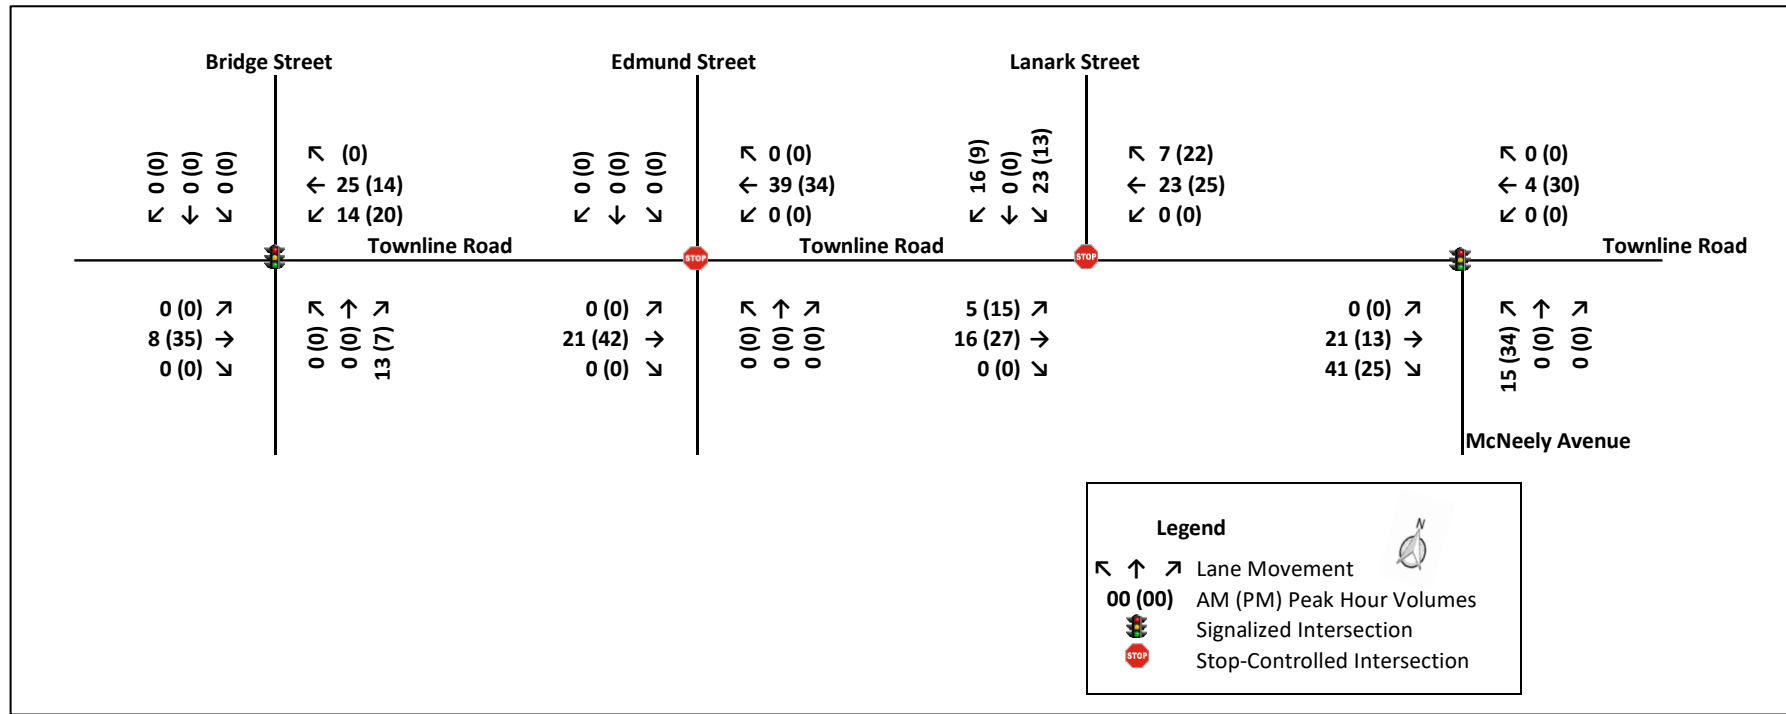 Bridge Street
Edmund Street
Lanark Street
0 (0)
0 (0)
0 (0)
↙ ↓ ↘
↖ (0)
← 25 (14)
↙ 14 (20)
0 (0)
0 (0)
0 (0)
↙ ↓ ↘
↖ 0 (0)
← 39 (34)
↙ 0 (0)
16 (9)
0 (0)
23 (13)
↙ ↓ ↘
↖ 7 (22)
← 23 (25)
↙ 0 (0)
↖ 0 (0)
← 4 (30)
↙ 0 (0)
Townline Road
Townline Road
Townline Road
STOP
STOP
0 (0) ↗
8 (35) →
0 (0) ↘
↖ ↑ ↗
0 (0)
0 (0)
13 (7)
0 (0) ↗
21 (42) →
0 (0) ↘
↖ ↑ ↗
0 (0)
0 (0)
0 (0)
5 (15) ↗
16 (27) →
0 (0) ↘
0 (0) ↗
21 (13) →
41 (25) ↘
↖ ↑ ↗
15 (34)
0 (0)
0 (0)
McNeely Avenue
Legend
N
↖ ↑ ↗ Lane Movement
00 (00) AM (PM) Peak Hour Volumes
Signalized Intersection
STOP Stop-Controlled Intersection